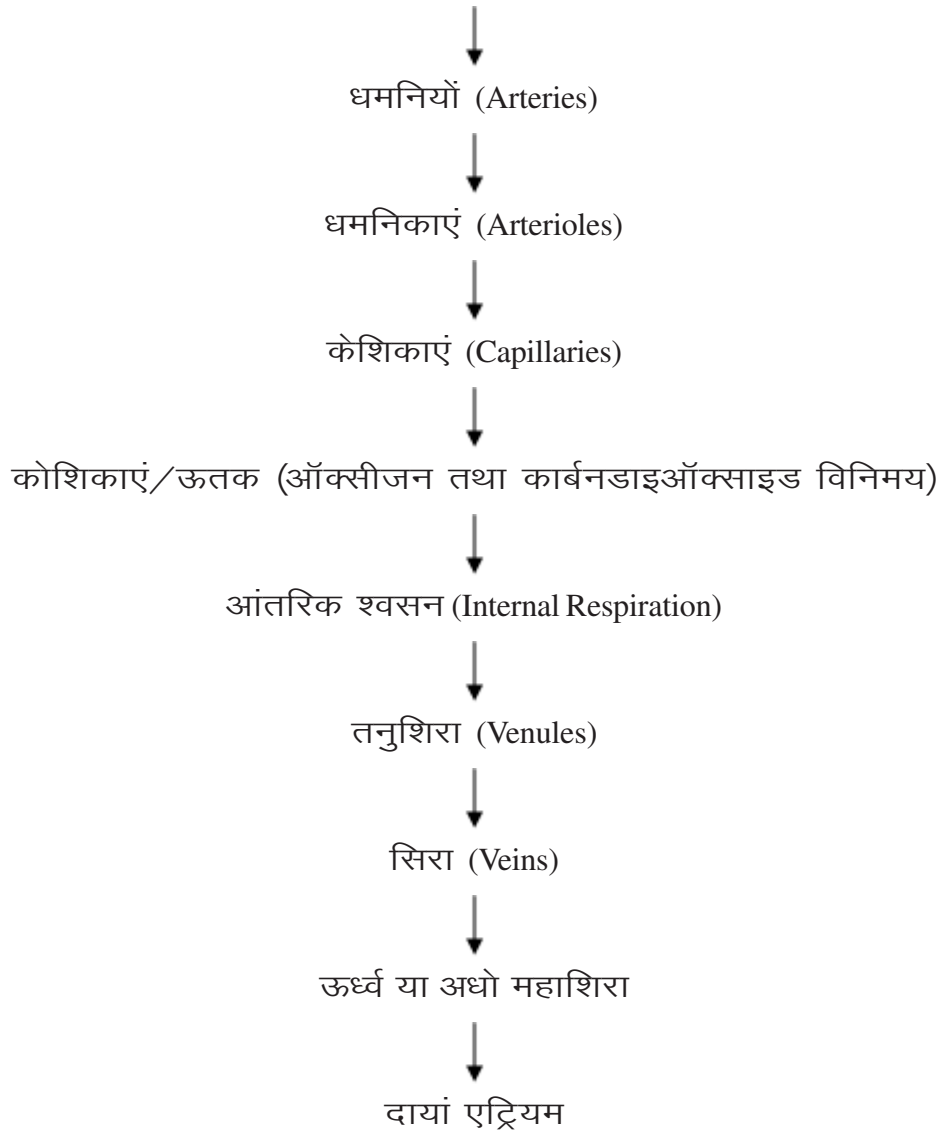 धमनियों (Arteries)
धमनिकाएं (Arterioles)
केशिकाएं (Capillaries)
कोशिकाएं/ऊतक (ऑक्सीजन तथा कार्बनडाइऑक्साइड विनिमय)
आंतरिक श्वसन (Internal Respiration)
तनुशिरा (Venules)
सिरा (Veins)
ऊर्ध्व या अधो महाशिरा
दायां एट्रियम